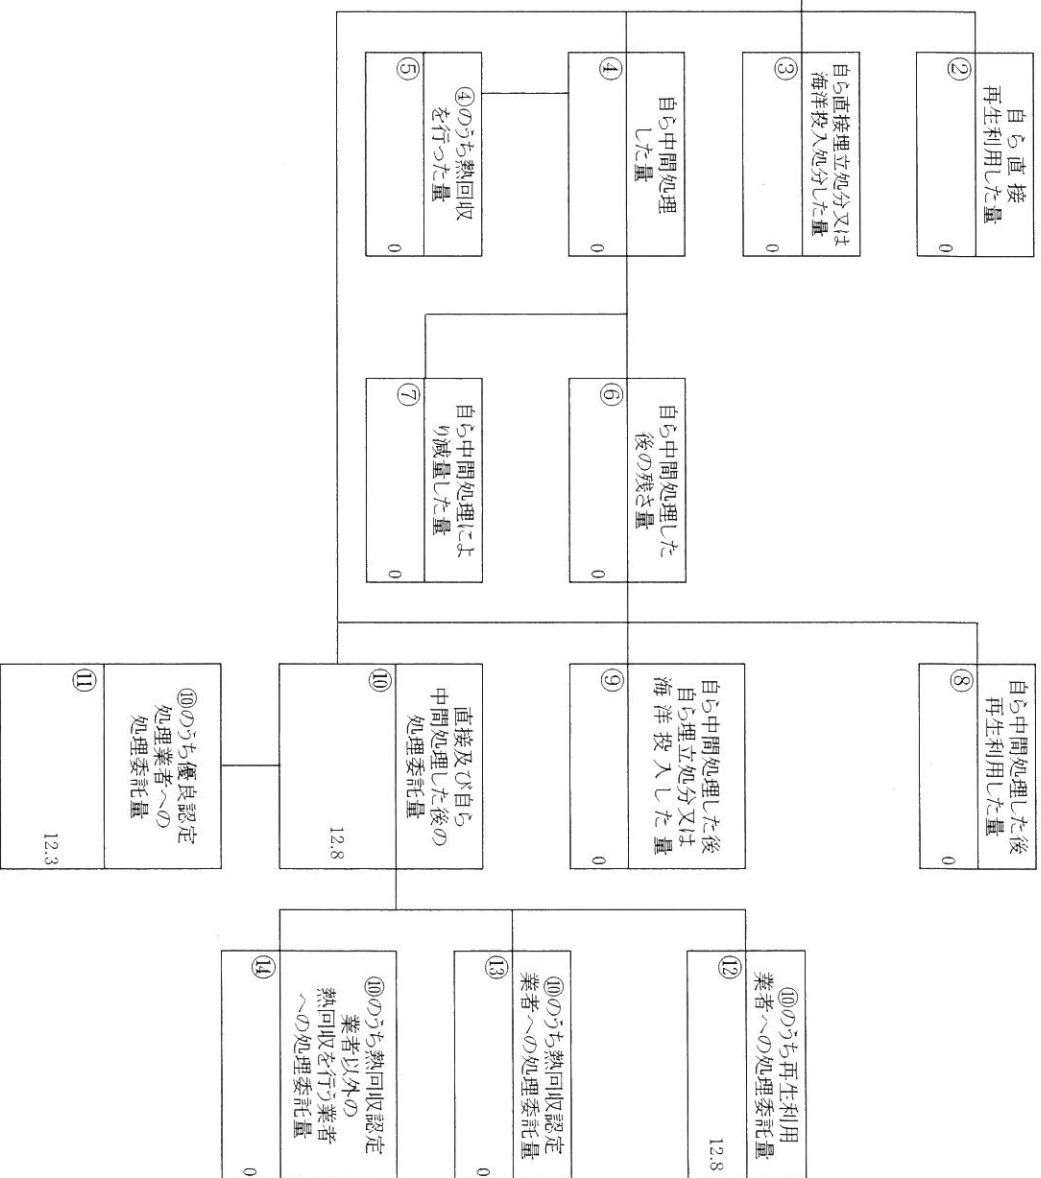 自ら直接
再生利用した量
②
0
自ら直接埋立処分又は
海洋投入処分した量
③
0
自ら中間処理
した量
④
0
④のうち熱回収
を行った量
⑤
0
自ら中間処理した
後の残さ量
⑥
0
自ら中間処理によ
り減量した量
⑦
0
自ら中間処理した後
再生利用した量
⑧
0
自ら中間処理した後
自ら埋立処分又は
海洋投入した量
⑨
0
直接及び自ら
中間処理した後の
処理委託量
⑩
12.8
⑩のうち優良認定
処理業者への
処理委託量
⑪
12.3
⑩のうち再生利用
業者への処理委託量
⑫
12.8
⑩のうち熱回収認定
業者への処理委託量
⑬
0
⑩のうち熱回収認定
業者以外の
熱回収を行う業者
への処理委託量
⑭
0